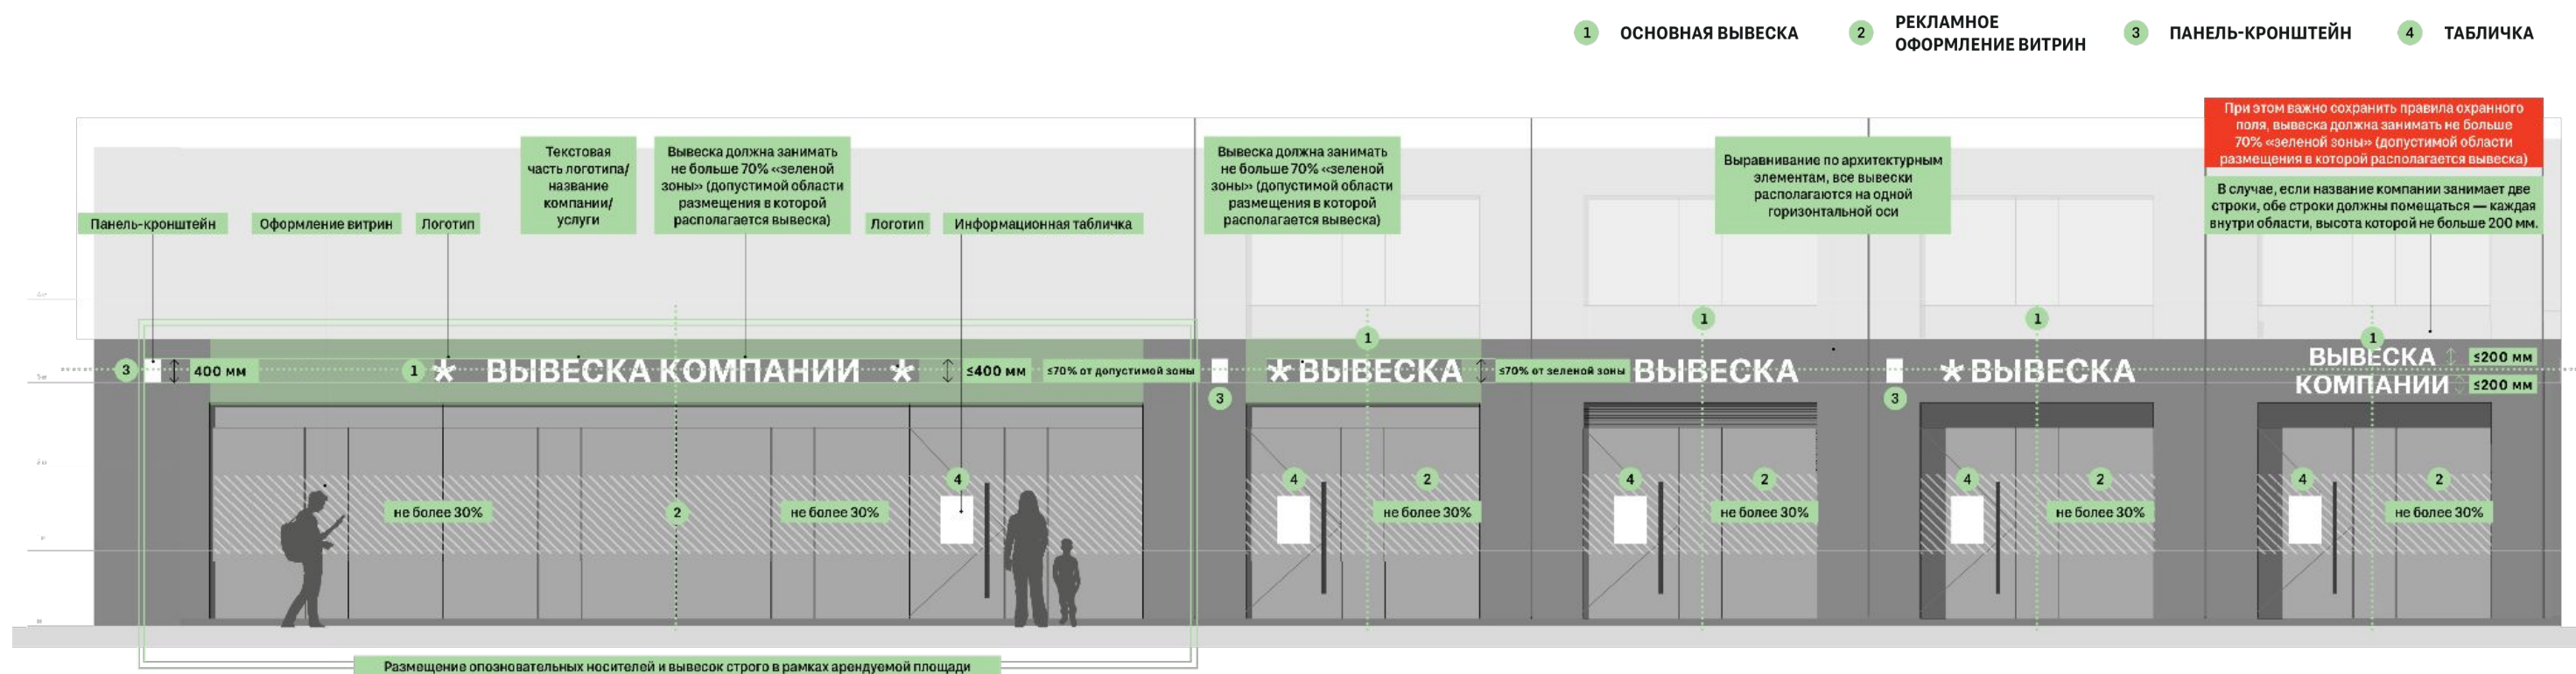 1 ОСНОВНАЯ ВЫВЕСКА
2 РЕКЛАМНОЕ
ОФОРМЛЕНИЕ ВИТРИН
3 ПАНЕЛЬ-КРОНШТЕЙН
4 ТАБЛИЧКА
При этом важно сохранить правила охранного
поля, вывеска должна занимать не больше
70% «зеленой зоны» (допустимой области
размещения в которой располагается вывеска)
Текстовая
часть логотипа/
название
компании/
услуги
Вывеска должна занимать
не больше 70% «зеленой
зоны» (допустимой области
размещения в которой
располагается вывеска)
Вывеска должна занимать
не больше 70% «зеленой
зоны» (допустимой области
размещения в которой
располагается вывеска)
Выравнивание по архитектурным
элементам, все вывески
располагаются на одной
горизонтальной оси
В случае, если название компании занимает две
строки, обе строки должны помещаться — каждая
внутри области, высота которой не больше 200 мм.
Панель-кронштейн
Оформление витрин
Логотип
Логотип
Информационная табличка
1
1
1
1
3
400 мм
1
* ВЫВЕСКА КОМПАНИИ *
≤400 мм
≤70% от допустимой зоны
3
* ВЫВЕСКА
≤70% от зеленой зоны
ВЫВЕСКА
3
* ВЫВЕСКА
ВЫВЕСКА
≤200 мм
КОМПАНИИ
≤200 мм
не более 30%
2
не более 30%
4
4
2
не более 30%
4
2
не более 30%
4
2
не более 30%
4
2
не более 30%
Размещение опозновательных носителей и вывесок строго в рамках арендуемой площади